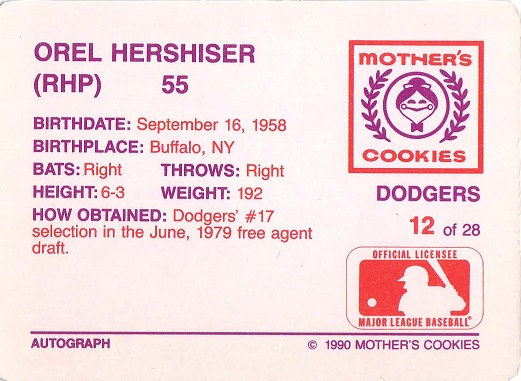 OREL HERSHISER
(RHP) 55
BIRTHDATE: September 16, 1958
BIRTHPLACE: Buffalo, NY
BATS: Right THROWS: Right
HEIGHT: 6-3 WEIGHT: 192
HOW OBTAINED: Dodgers' #17
selection in the June, 1979 free agent
draft.
MOTHER'S
COOKIES
DODGERS
12 of 28
OFFICIAL LICENSEE
MAJOR LEAGUE BASEBALL®
AUTOGRAPH © 1990 MOTHER'S COOKIES